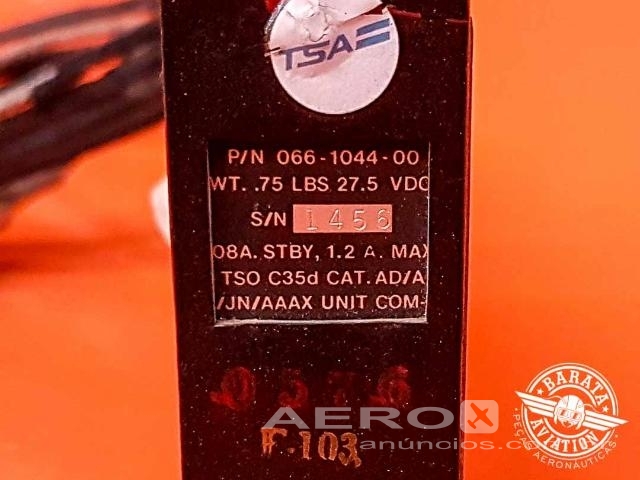 TSA
P/N 066-1044-00
WT. .75 LBS 27.5 VDC
S/N 1456
08A. STBY, 1.2 A. MAX
TSO C35d CAT. AD/A
/JN/AAAX UNIT COM-
F.103
AERO X
anúncios.co
BARATA
AVIATION
PEÇAS AERONÁUTICAS